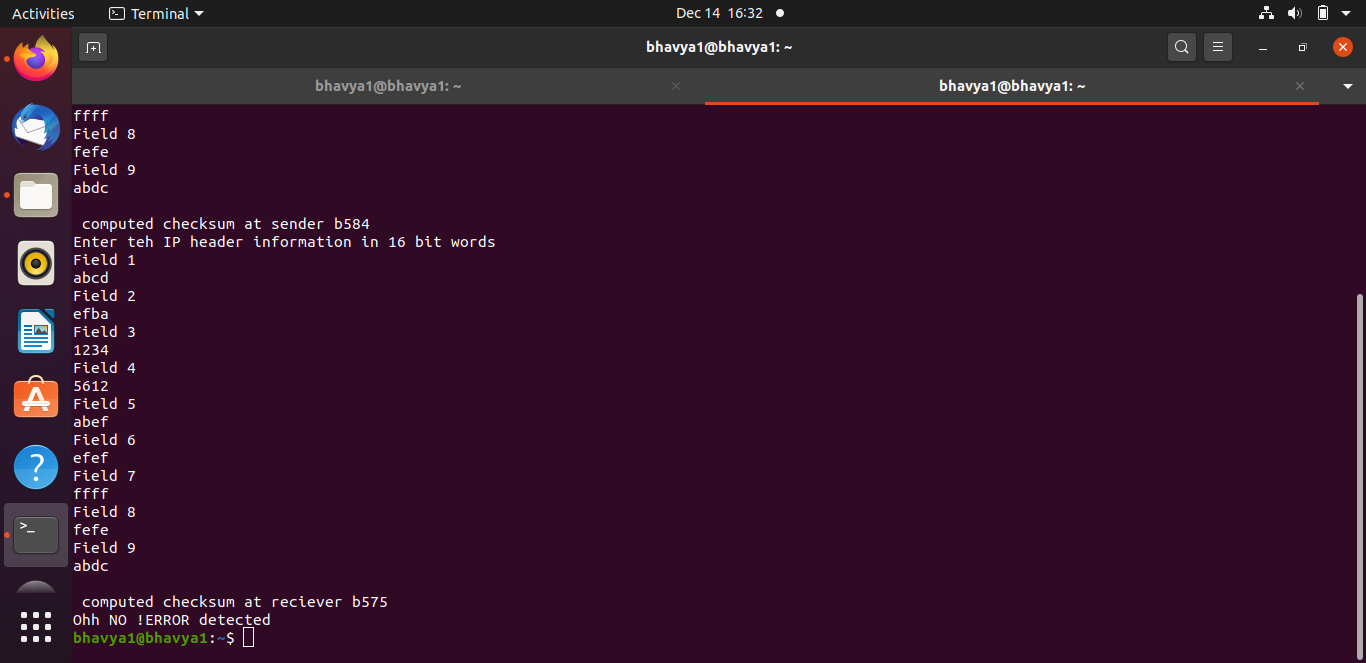 Activities
Terminal
Dec 14 16:32
bhavya1@bhavya1: ~
bhavya1@bhavya1: ~
bhavya1@bhavya1: ~
ffff
Field 8
fefe
Field 9
abdc
computed checksum at sender b584
Enter teh IP header information in 16 bit words
Field 1
abcd
Field 2
efba
Field 3
1234
Field 4
5612
Field 5
abef
Field 6
efef
Field 7
ffff
Field 8
fefe
Field 9
abdc
computed checksum at reciever b575
Ohh NO !ERROR detected
bhavya1@bhavya1:~$